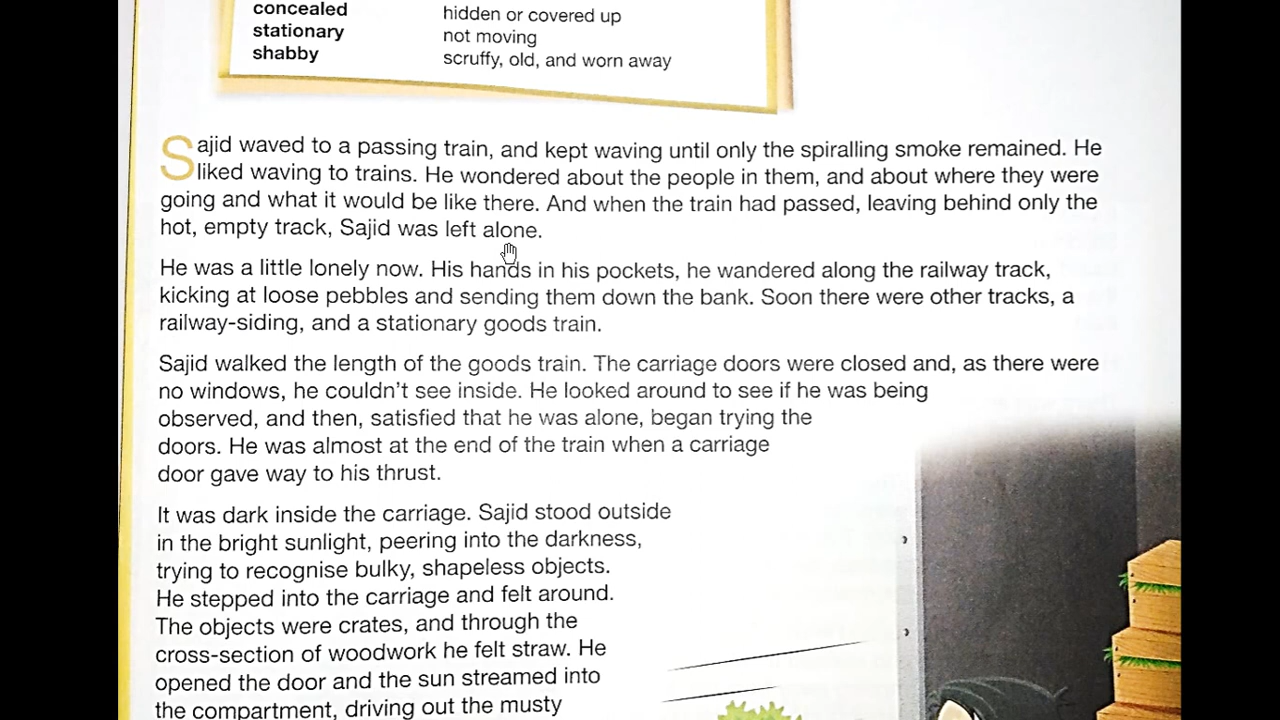 concealed hidden or covered up
stationary not moving
shabby scruffy, old, and worn away
Sajid waved to a passing train, and kept waving until only the spiralling smoke remained. He
liked waving to trains. He wondered about the people in them, and about where they were
going and what it would be like there. And when the train had passed, leaving behind only the
hot, empty track, Sajid was left alone.
He was a little lonely now. His hands in his pockets, he wandered along the railway track,
kicking at loose pebbles and sending them down the bank. Soon there were other tracks, a
railway-siding, and a stationary goods train.
Sajid walked the length of the goods train. The carriage doors were closed and, as there were
no windows, he couldn't see inside. He looked around to see if he was being
observed, and then, satisfied that he was alone, began trying the
doors. He was almost at the end of the train when a carriage
door gave way to his thrust.
It was dark inside the carriage. Sajid stood outside
in the bright sunlight, peering into the darkness,
trying to recognise bulky, shapeless objects.
He stepped into the carriage and felt around.
The objects were crates, and through the
cross-section of woodwork he felt straw. He
opened the door and the sun streamed into
the compartment, driving out the musty